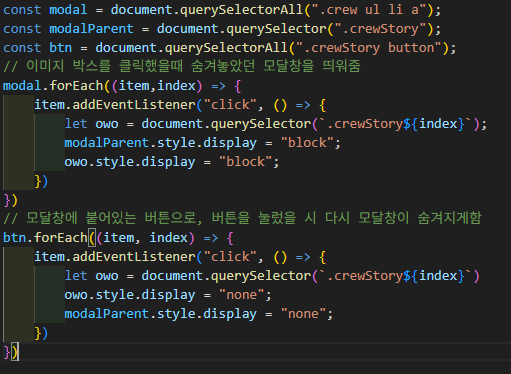 const modal = document.querySelectorAll(".crew ul li a");
const modalParent = document.querySelector(".crewStory");
const btn = document.querySelectorAll(".crewStory button");
// 이미지 박스를 클릭했을때 숨겨놓았던 모달창을 띄워줌
modal.forEach((item,index) => {
    item.addEventListener("click", () => {
        let owo = document.querySelector(`.crewStory${index}`);
        modalParent.style.display = "block";
        owo.style.display = "block";
    })
})
// 모달창에 붙어있는 버튼으로, 버튼을 눌렀을 시 다시 모달창이 숨겨지게함
btn.forEach((item, index) => {
    item.addEventListener("click", () => {
        let owo = document.querySelector(`.crewStory${index}`)
        owo.style.display = "none";
        modalParent.style.display = "none";
    })
})